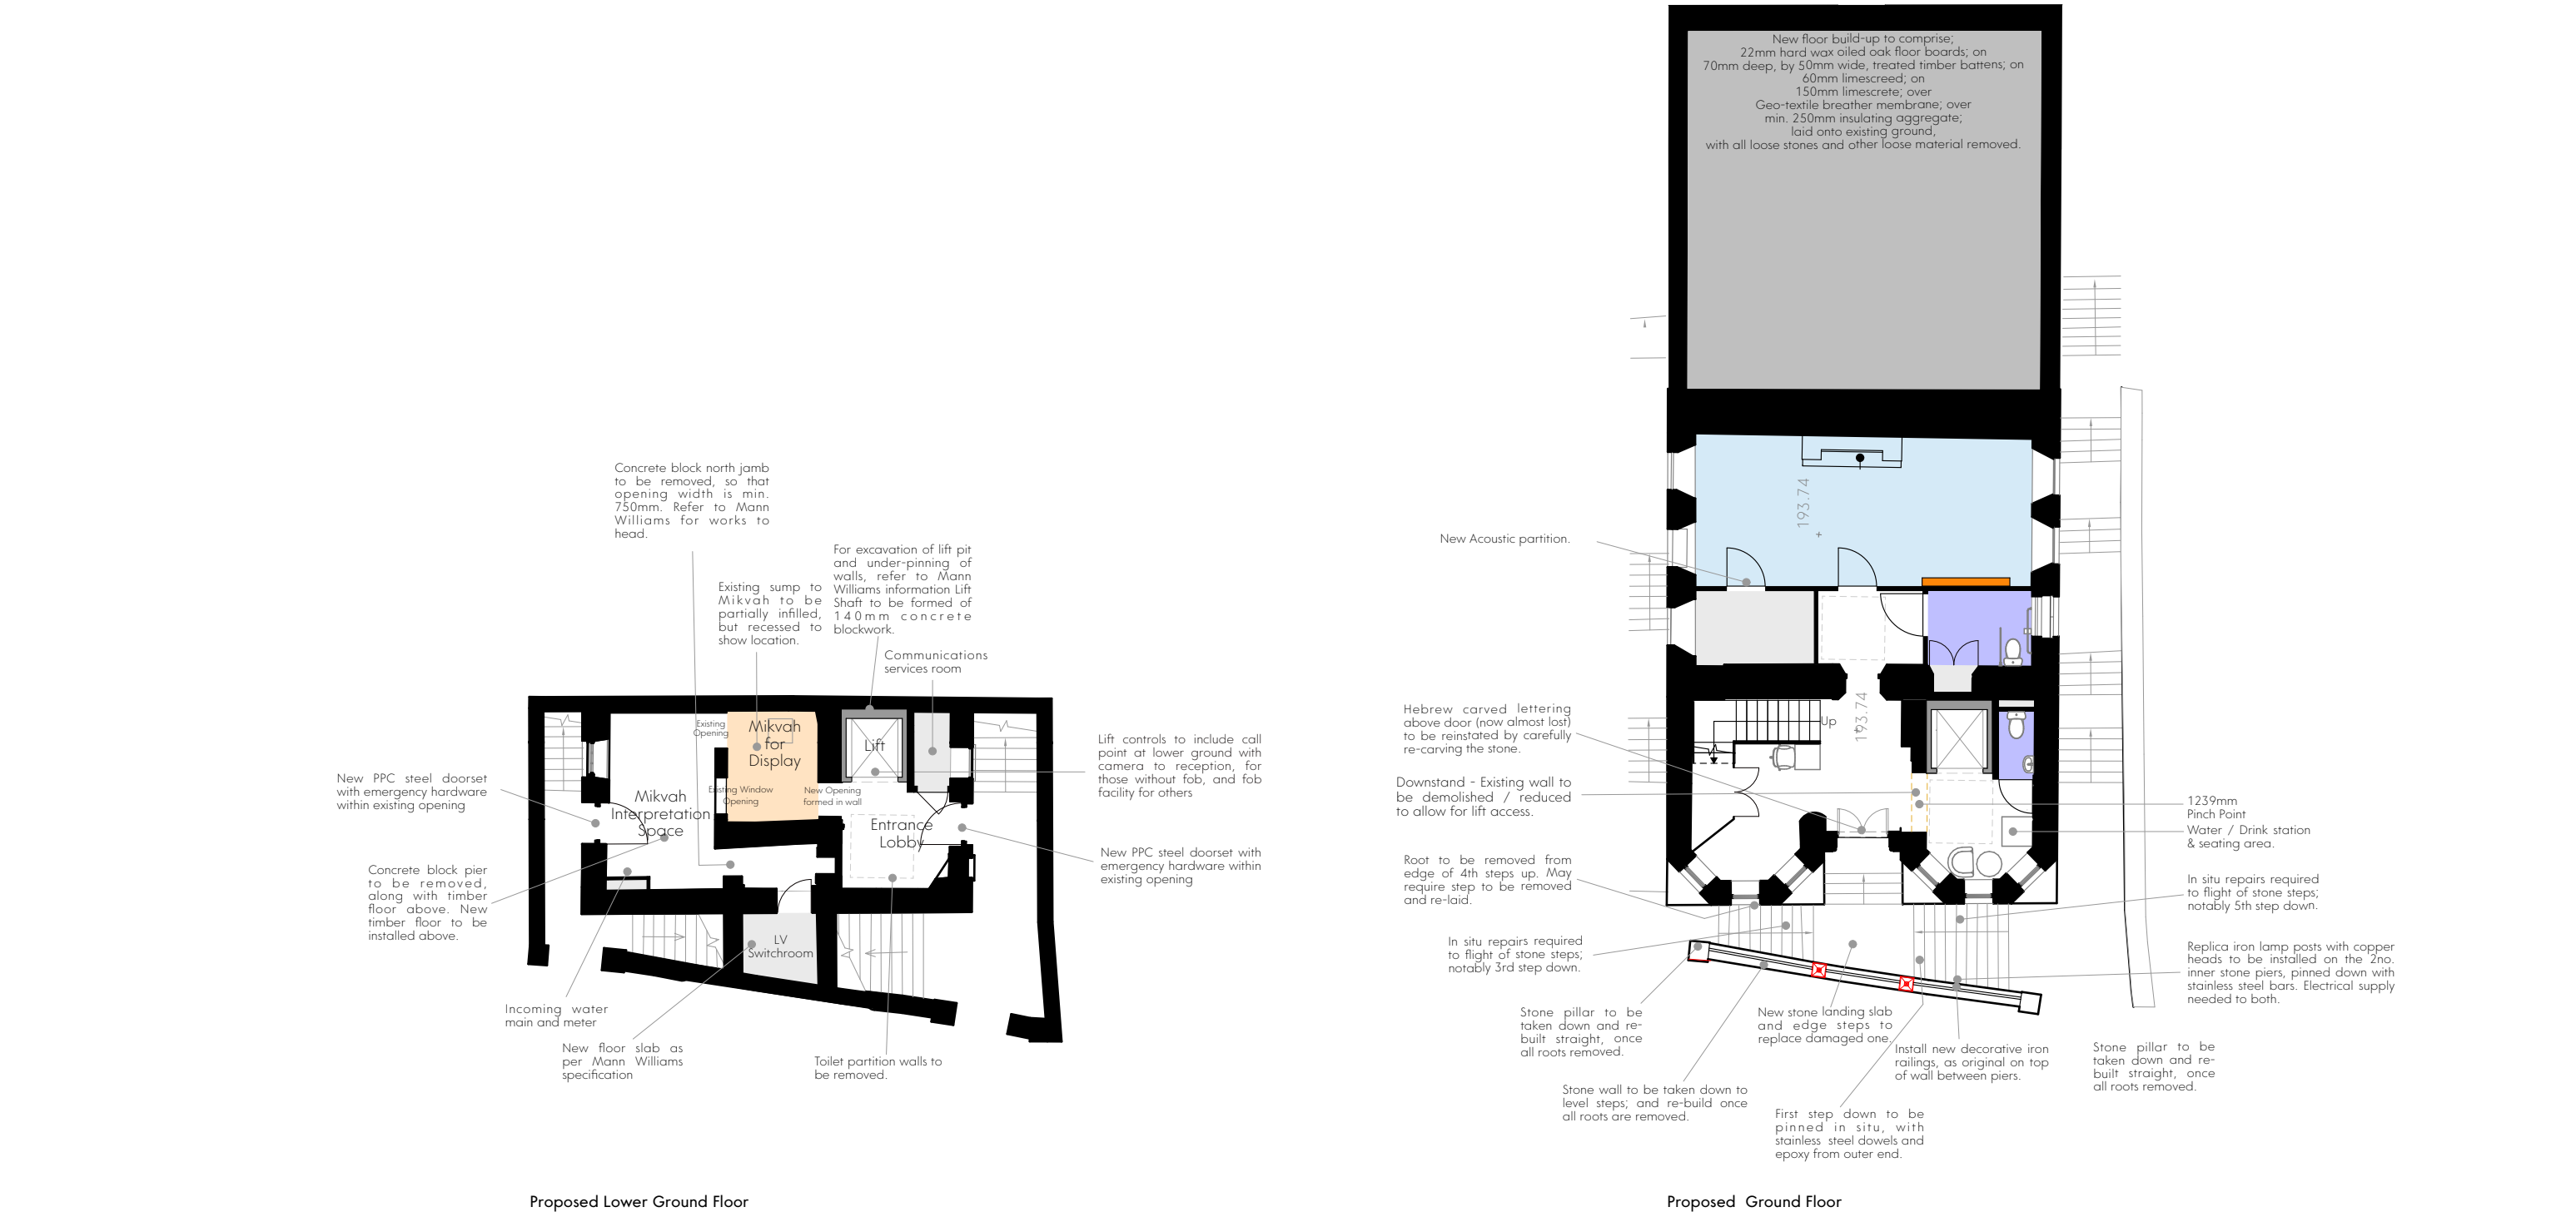 Concrete block north jamb
to be removed, so that
opening width is min.
750mm. Refer to Mann
Williams for works to
head.
Existing sump to
Mikvah to be
partially infilled,
but recessed to
show location.
For excavation of lift pit
and under-pinning of
walls, refer to Mann
Williams information Lift
Shaft to be formed of
140mm concrete
blockwork.
Communications
services room
Existing
Opening
Mikvah
for
Display
Lift
Existing Window
Opening
New Opening
formed in wall
Mikvah
Interpretation
Space
Entrance
Lobby
LV
Switchroom
New PPC steel doorset
with emergency hardware
within existing opening
Concrete block pier
to be removed,
along with timber
floor above. New
timber floor to be
installed above.
Incoming water
main and meter
New floor slab as
per Mann Williams
specification
Toilet partition walls to
be removed.
Lift controls to include call
point at lower ground with
camera to reception, for
those without fob, and fob
facility for others
New PPC steel doorset with
emergency hardware within
existing opening
Proposed Lower Ground Floor
New floor build-up to comprise;
22mm hard wax oiled oak floor boards; on
70mm deep, by 50mm wide, treated timber battens; on
60mm limescreed; on
150mm limescrete; over
Geo-textile breather membrane; over
min. 250mm insulating aggregate;
laid onto existing ground,
with all loose stones and other loose material removed.
193.74
New Acoustic partition.
193.74
Up
Hebrew carved lettering
above door (now almost lost)
to be reinstated by carefully
re-carving the stone.
Downstand - Existing wall to
be demolished / reduced
to allow for lift access.
Root to be removed from
edge of 4th steps up. May
require step to be removed
and re-laid.
In situ repairs required
to flight of stone steps;
notably 3rd step down.
Stone pillar to be
taken down and re-
built straight, once
all roots removed.
Stone wall to be taken down to
level steps; and re-build once
all roots are removed.
New stone landing slab
and edge steps to
replace damaged one.
First step down to be
pinned in situ, with
stainless steel dowels and
epoxy from outer end.
Install new decorative iron
railings, as original on top
of wall between piers.
Stone pillar to be
taken down and re-
built straight, once
all roots removed.
1239mm
Pinch Point
Water / Drink station
& seating area.
In situ repairs required
to flight of stone steps;
notably 5th step down.
Replica iron lamp posts with copper
heads to be installed on the 2no.
inner stone piers, pinned down with
stainless steel bars. Electrical supply
needed to both.
Proposed Ground Floor